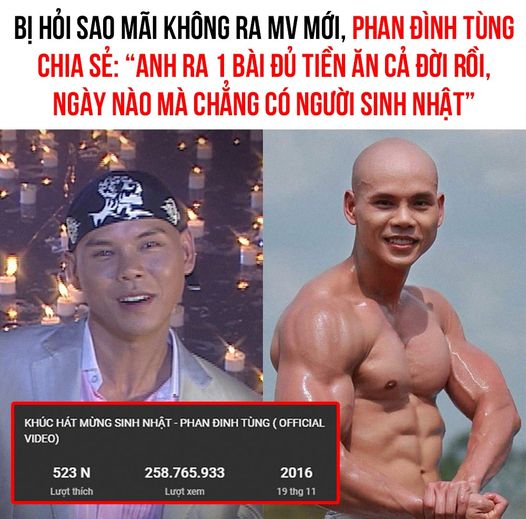 BỊ HỎI SAO MÃI KHÔNG RA MV MỚI, PHAN ĐÌNH TÙNG
CHIA SẺ: “ANH RA 1 BÀI ĐỦ TIỀN ĂN CẢ ĐỜI RỒI,
NGÀY NÀO MÀ CHẲNG CÓ NGƯỜI SINH NHẬT”
KHÚC HÁT MỪNG SINH NHẬT - PHAN ĐINH TÙNG ( OFFICIAL
VIDEO)
523 N 258.765.933 2016
Lượt thích Lượt xem 19 thg 11